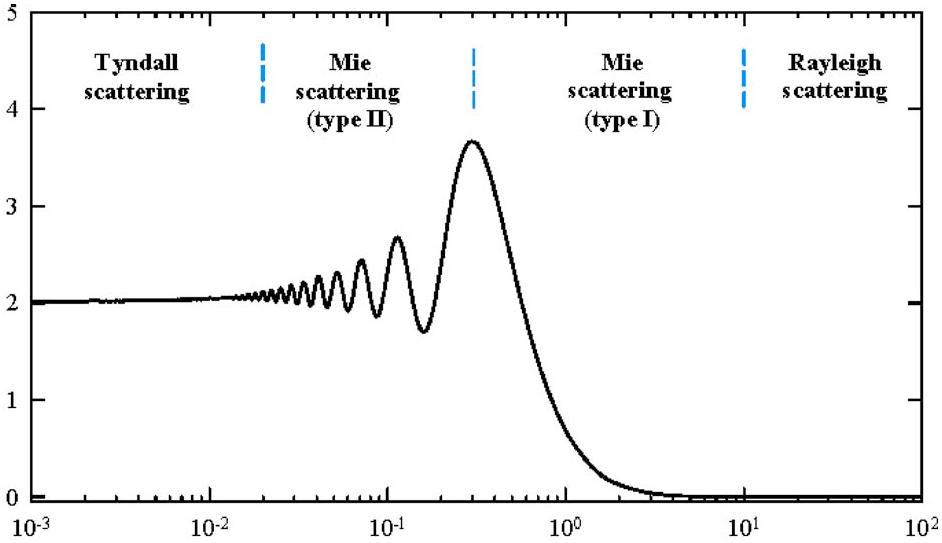 5
4
3
2
1
0
Tyndall
scattering
Mie
scattering
(type II)
Mie
scattering
(type I)
Rayleigh
scattering
10⁻³
10⁻²
10⁻¹
10⁰
10¹
10²